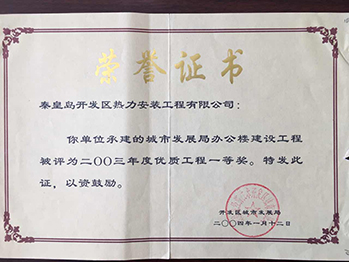 荣誉证书
秦皇岛开发区热力安装工程有限公司：
你单位承建的城市发展局办公楼建设工程
被评为二〇〇三年度优质工程一等奖。特发此
证，以资鼓励。
开发区城市发展局
二〇〇四年一月十二日